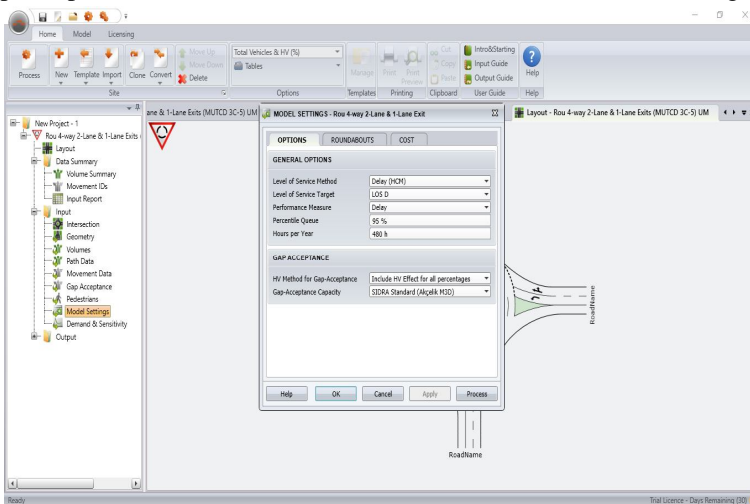 Home Model Licensing
Process
New Template Import Clone Convert
Move Up
Move Down
Delete
Site
Total Vehicles & HV (%)
Tables
Options
Manage
Templates
Print Print Preview
Printing
Cut
Copy
Paste
Clipboard
Intro&Starting
Input Guide
Output Guide
User Guide
Help
Help
New Project - 1
Rou 4-way 2-Lane & 1-Lane Exits
Layout
Data Summary
Volume Summary
Movement IDs
Input Report
Input
Intersection
Geometry
Volumes
Path Data
Movement Data
Gap Acceptance
Pedestrians
Model Settings
Demand & Sensitivity
Output
ane & 1-Lane Exits (MUTCD 3C-5) UM
MODEL SETTINGS - Rou 4-way 2-Lane & 1-Lane Exit
OPTIONS ROUNDABOUTS COST
GENERAL OPTIONS
Level of Service Method Delay (HCM)
Level of Service Target LOS D
Performance Measure Delay
Percentile Queue 95 %
Hours per Year 480 h
GAP ACCEPTANCE
HV Method for Gap-Acceptance Include HV Effect for all percentages
Gap-Acceptance Capacity SIDRA Standard (Akçelik M3D)
Help OK Cancel Apply Process
Layout - Rou 4-way 2-Lane & 1-Lane Exits (MUTCD 3C-5) UM
RoadName
RoadName
Ready
Trial Licence - Days Remaining (30)